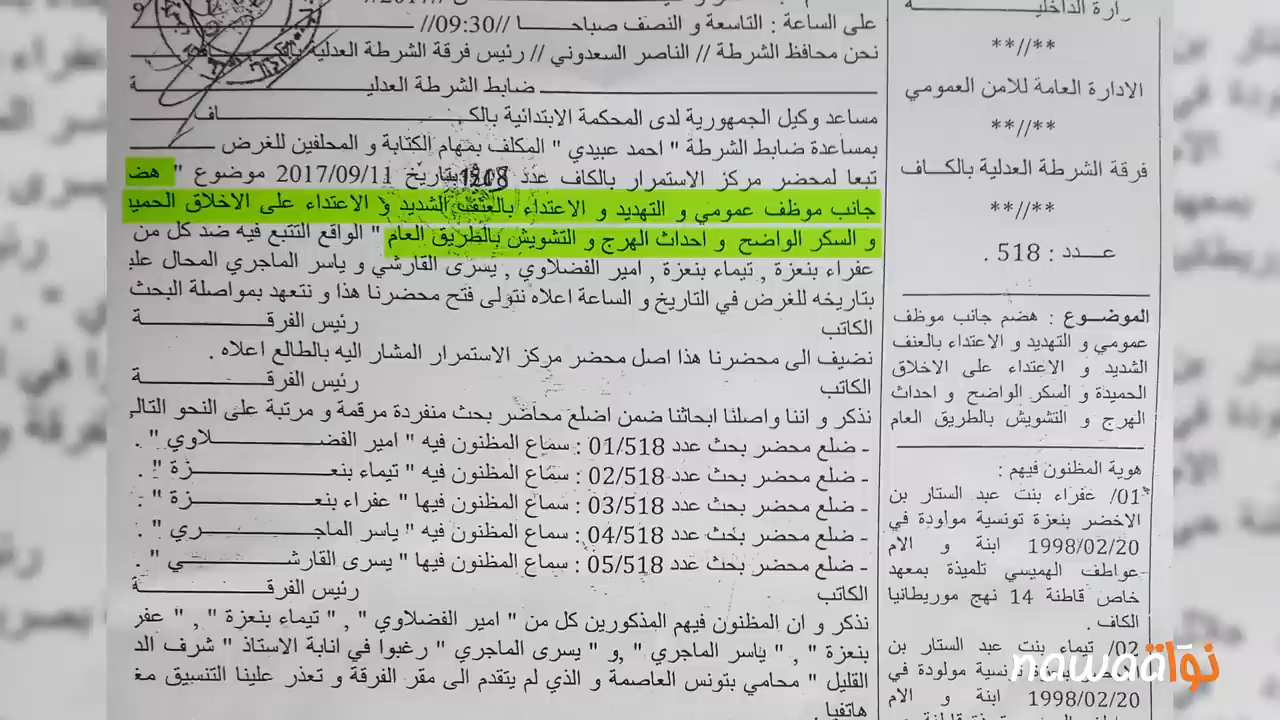 على الساعة : التاسعة و النصف صباحا //09:30//
نحن محافظ الشرطة // الناصر السعدوني // رئيس فرقة الشرطة العدلية
ضابط الشرطة العدلية
مساعد وكيل الجمهورية لدى المحكمة الابتدائية بالكاف
بمساعدة ضابط الشرطة " احمد عبيدي " المكلف بمهام الكتابة و المحلفين للغرض
تبعا لمحضر مركز الاستمرار بالكاف عدد بتاريخ 2017/09/11 موضوع " هضم
جانب موظف عمومي و التهديد و الاعتداء بالعنف الشديد و الاعتداء على الاخلاق الحميد
و السكر الواضح و احداث الهرج و التشويش بالطريق العام " الواقع التتبع فيه ضد كل من
عفراء بنعزة , تيماء بنعزة , امير الفضلاوي , يسرى القارشي و ياسر الماجري المحال علي
بتاريخه للغرض في التاريخ و الساعة اعلاه نتولى فتح محضرنا هذا و نتعهد بمواصلة البحث
الكاتب رئيس الفرقة
نضيف الى محضرنا هذا اصل محضر مركز الاستمرار المشار اليه بالطالع اعلاه .
الكاتب رئيس الفرقة
نذكر و اننا واصلنا ابحاثنا ضمن اضلع محاضر بحث منفردة مرقمة و مرتبة على النحو التالي
- ضلع محضر بحث عدد 01/518 : سماع المظنون فيه " امير الفضلاوي " .
- ضلع محضر بحث عدد 02/518 : سماع المظنون فيه " تيماء بنعزة " .
- ضلع محضر بحث عدد 03/518 : سماع المظنون فيها " عفراء بنعزة " .
- ضلع محضر بحث عدد 04/518 : سماع المظنون فيه " ياسر الماجري " .
- ضلع محضر بحث عدد 05/518 : سماع المظنون فيها " يسرى القارشي " .
الكاتب رئيس الفرقة
نذكر و ان المظنون فيهم المذكورين كل من " امير الفضلاوي " , " تيماء بنعزة " , " عفر
بنعزة " , " ياسر الماجري " , و " يسرى الماجري " رغبوا في انابة الاستاذ " شرف الد
القليل " محامي بتونس العاصمة و الذي لم يتقدم الى مقر الفرقة و تعذر علينا التنسيق مع
هاتفيا .
وزارة الداخلية
**//**
الادارة العامة للامن العمومي
**//**
فرقة الشرطة العدلية بالكاف
**//**
عدد : 518 .
الموضوع : هضم جانب موظف
عمومي و التهديد و الاعتداء بالعنف
الشديد و الاعتداء على الاخلاق
الحميدة و السكر الواضح و احداث
الهرج و التشويش بالطريق العام
هوية المظنون فيهم :
01/ عفراء بنت عبد الستار بن
الاخضر بنعزة تونسية مولودة في
1998/02/20 ابنة و الام
عواطف الهميسي تلميذة بمعهد
خاص قاطنة 14 نهج موريطانيا
الكاف .
02/ تيماء بنت عبد الستار بن
تونسية مولودة في
1998/02/20 ابنة و الام
nawaat نواة